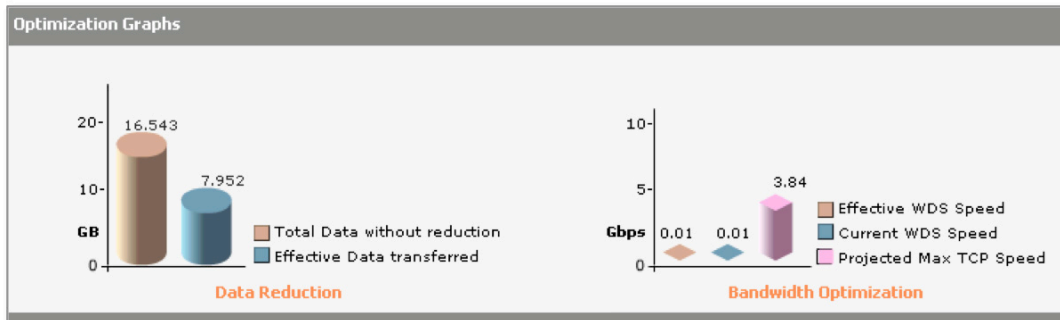 Optimization Graphs
20-
16.543
10-
7.952
GB
0
Total Data without reduction
Effective Data transferred
Data Reduction
10-
5-
3.84
Gbps
0.01
0.01
0
Effective WDS Speed
Current WDS Speed
Projected Max TCP Speed
Bandwidth Optimization